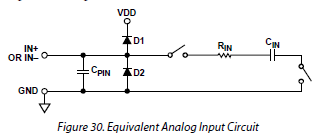 VDD
D1
IN+
OR IN–
CPIN
D2
RIN
CIN
GND
Figure 30. Equivalent Analog Input Circuit